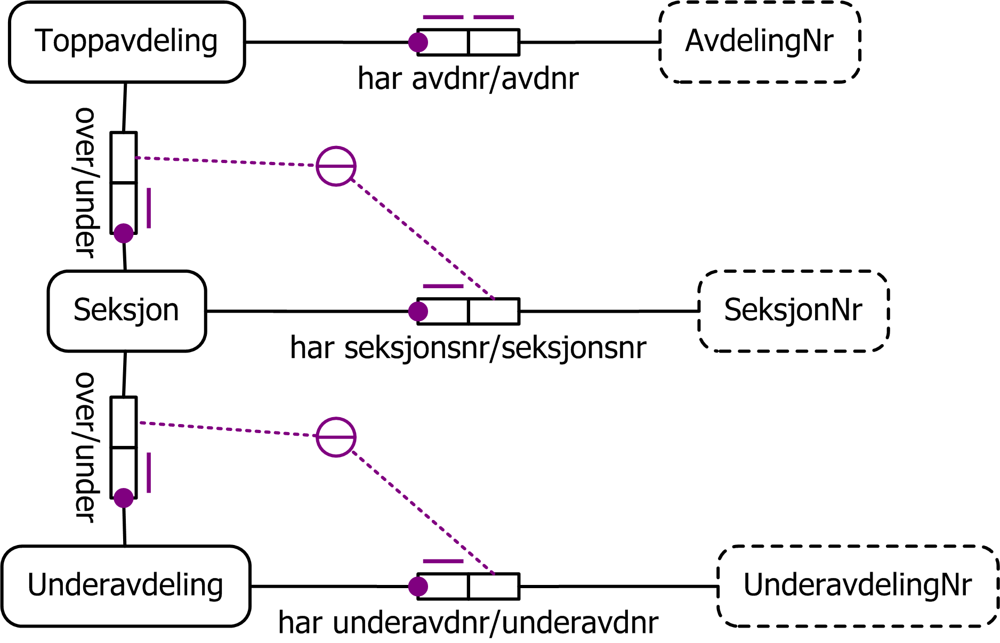 Toppavdeling
har avdnr/avdnr
AvdelingNr
over/under
Seksjon
har seksjonsnr/seksjonsnr
SeksjonNr
over/under
Underavdeling
har underavdnr/underavdnr
UnderavdelingNr